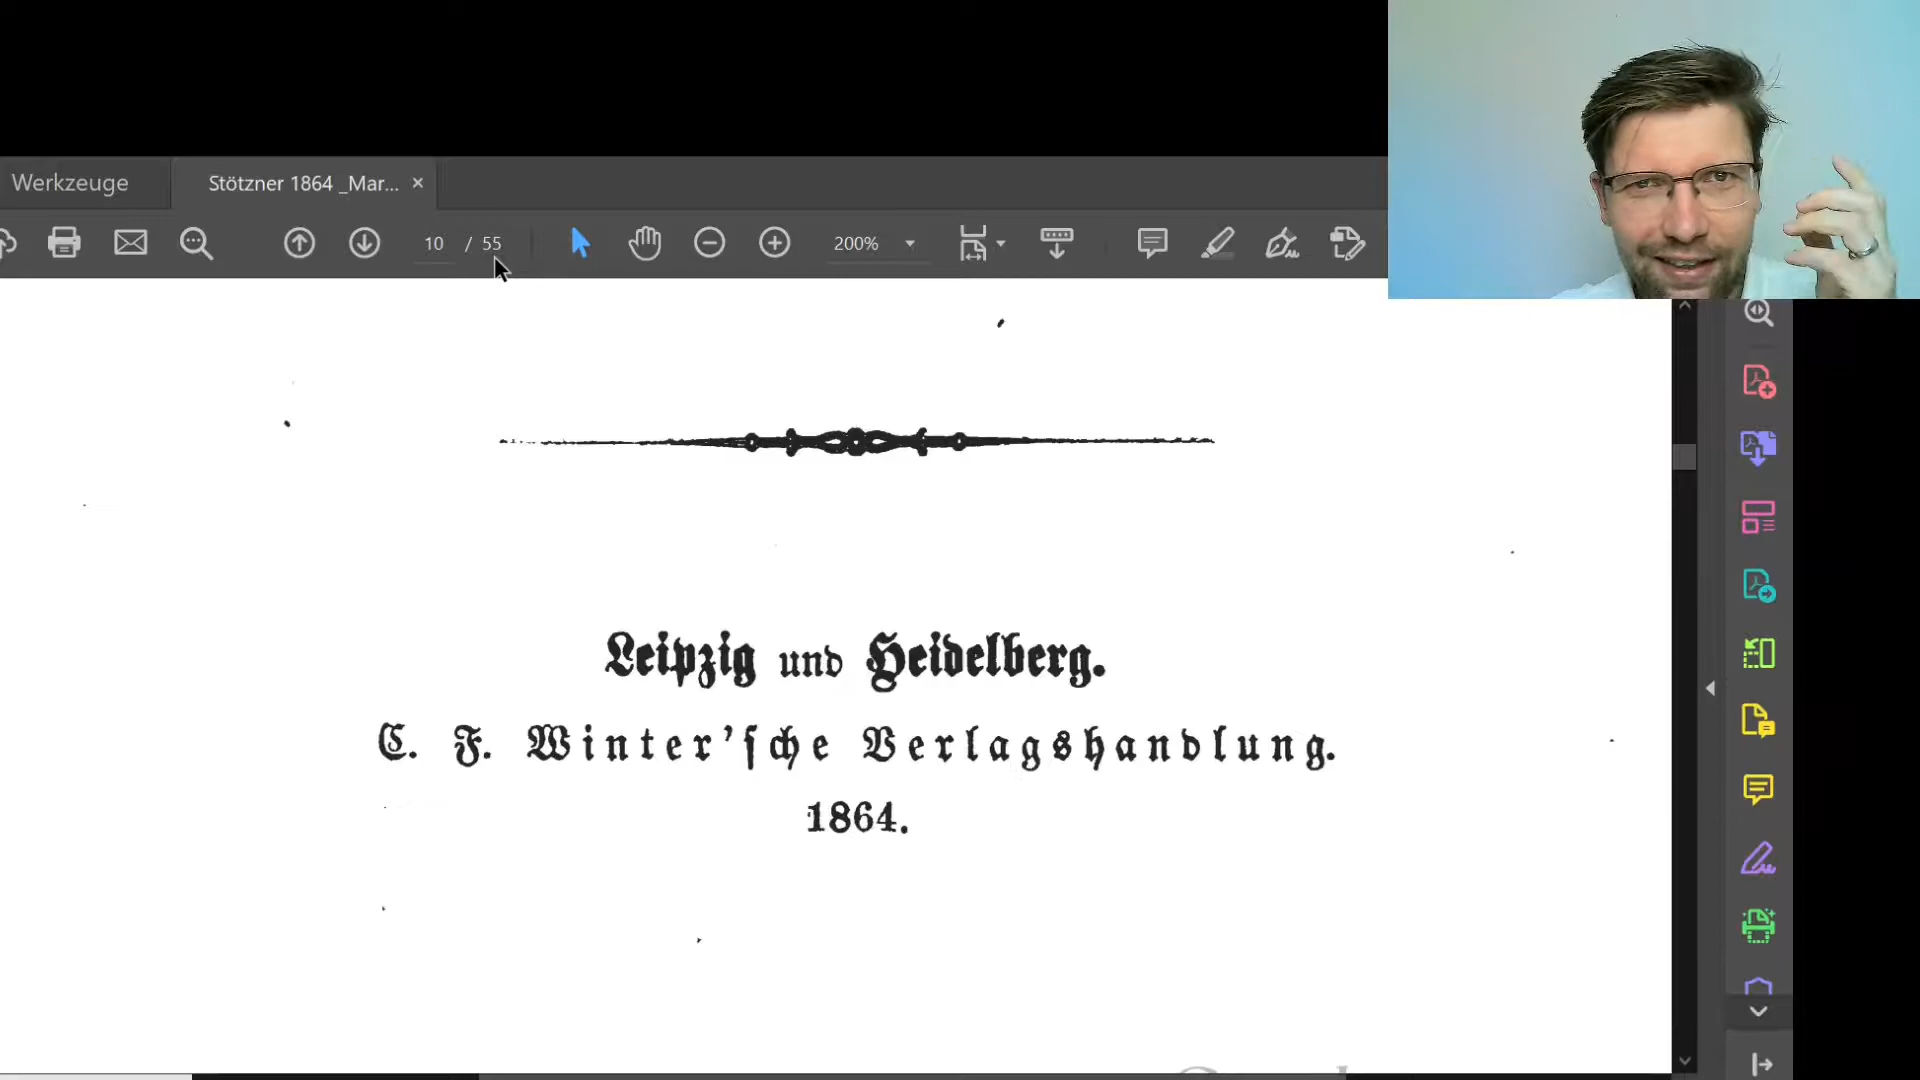 Werkzeuge
Stötzner 1864 _Mar...
10 / 55
200%
Leipzig und Heidelberg.
C. F. Winter'sche Verlagshandlung.
1864.